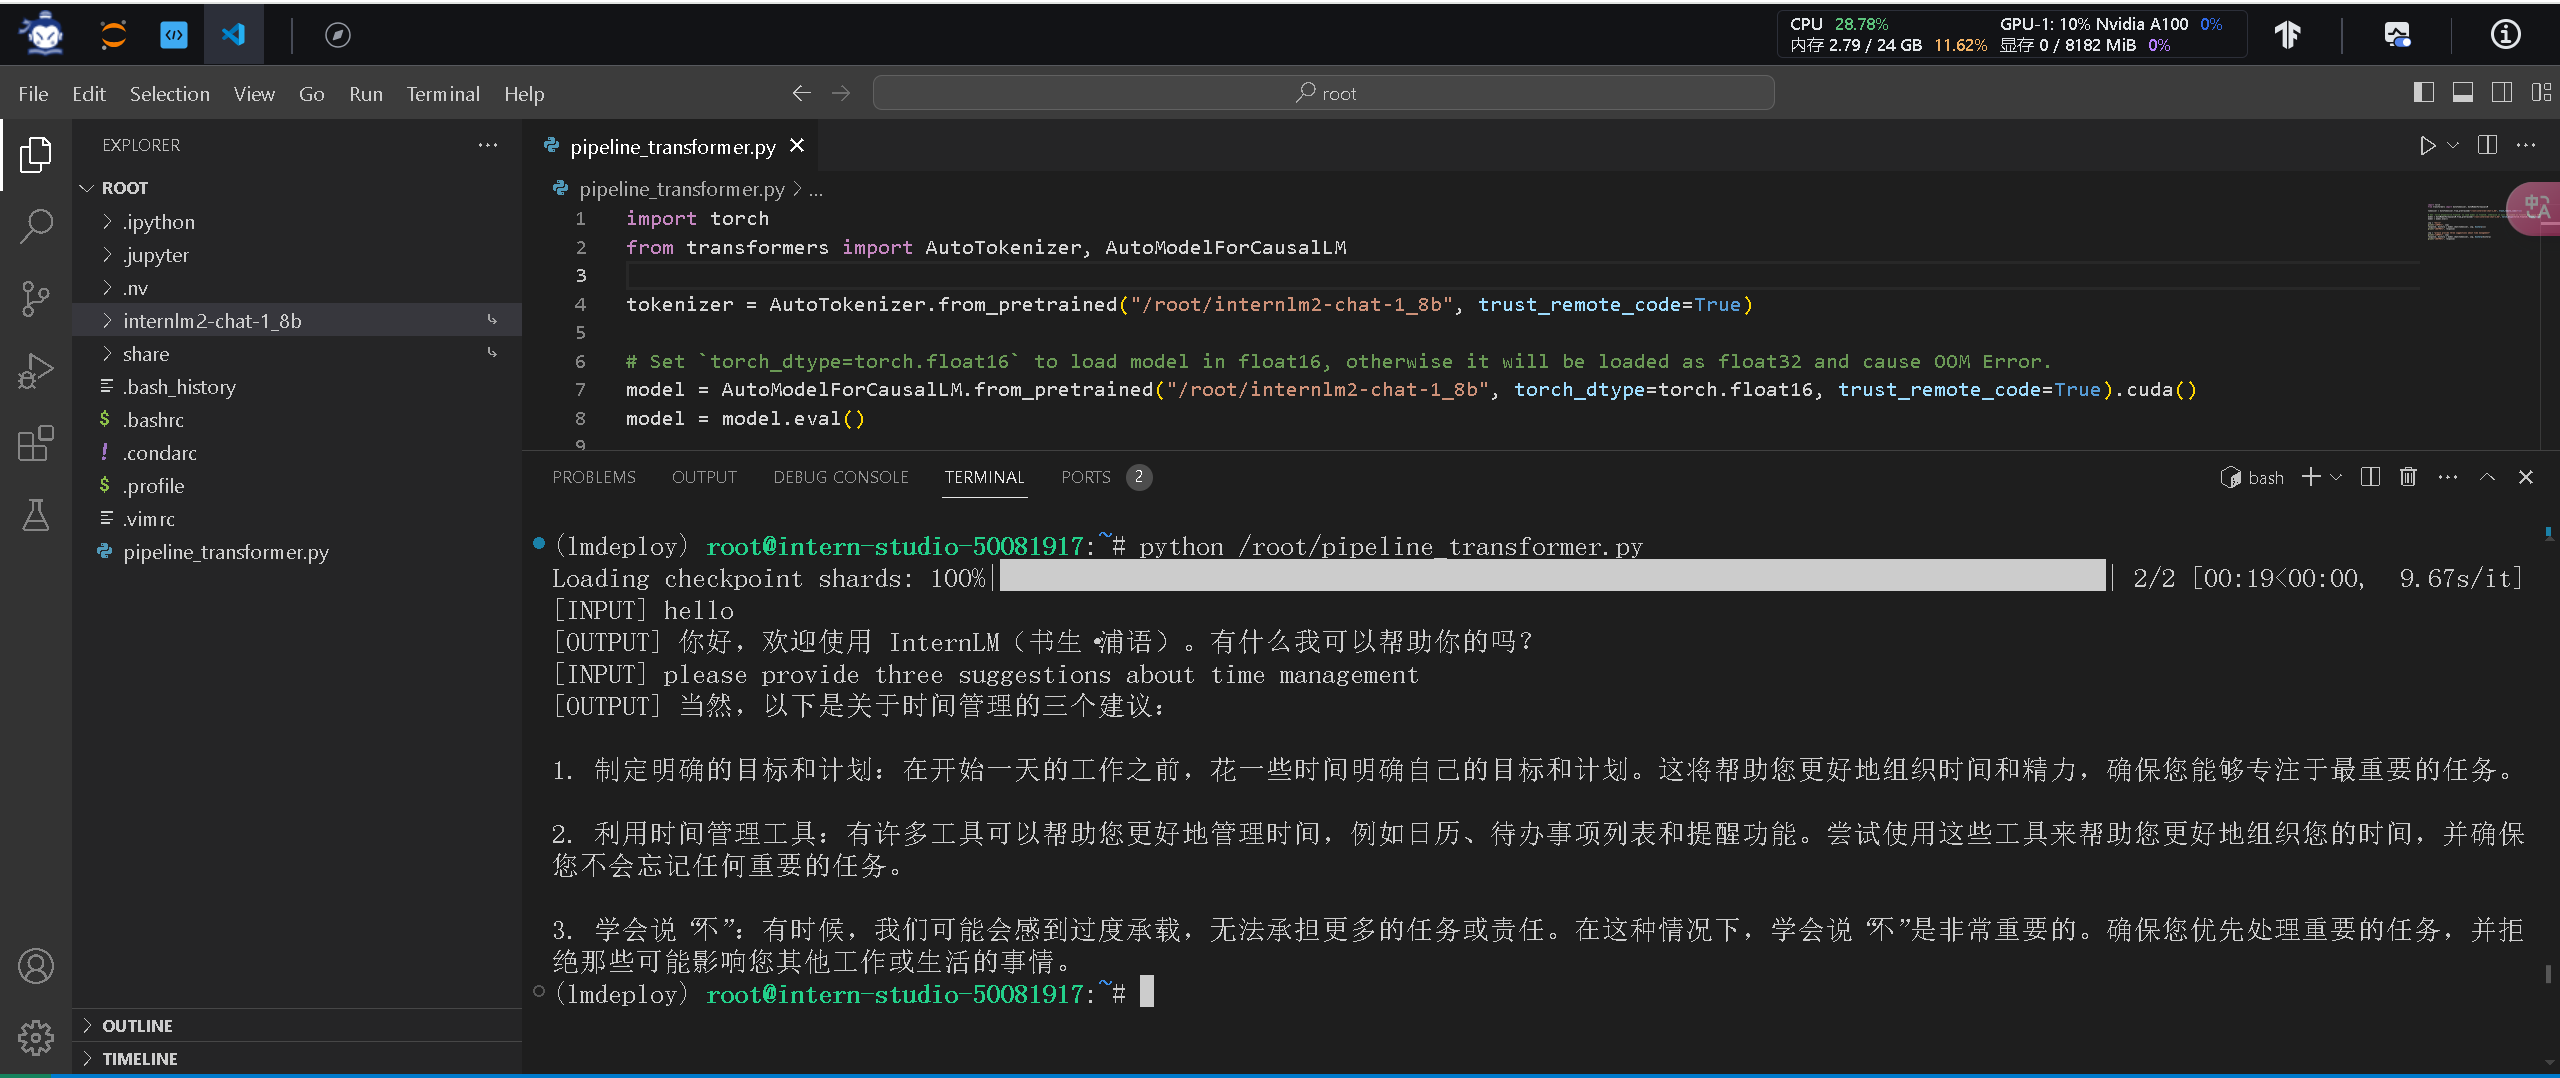 CPU 28.78% GPU-1: 10% Nvidia A100 0%
内存 2.79 / 24 GB 11.62% 显存 0 / 8182 MiB 0%
File Edit Selection View Go Run Terminal Help
root
EXPLORER
ROOT
.ipython
.jupyter
.nv
internlm2-chat-1_8b
share
.bash_history
.bashrc
.condarc
.profile
.vimrc
pipeline_transformer.py
OUTLINE
TIMELINE
pipeline_transformer.py
pipeline_transformer.py > ...
1 import torch
2 from transformers import AutoTokenizer, AutoModelForCausalLM
3
4 tokenizer = AutoTokenizer.from_pretrained("/root/internlm2-chat-1_8b", trust_remote_code=True)
5
6 # Set `torch_dtype=torch.float16` to load model in float16, otherwise it will be loaded as float32 and cause OOM Error.
7 model = AutoModelForCausalLM.from_pretrained("/root/internlm2-chat-1_8b", torch_dtype=torch.float16, trust_remote_code=True).cuda()
8 model = model.eval()
9
PROBLEMS OUTPUT DEBUG CONSOLE TERMINAL PORTS 2
bash
(lmdeploy) root@intern-studio-50081917:~# python /root/pipeline_transformer.py
Loading checkpoint shards: 100%| | 2/2 [00:19<00:00, 9.67s/it]
[INPUT] hello
[OUTPUT] 你好，欢迎使用 InternLM（书生·浦语）。有什么我可以帮助你的吗？
[INPUT] please provide three suggestions about time management
[OUTPUT] 当然，以下是关于时间管理的三个建议：
1. 制定明确的目标和计划：在开始一天的工作之前，花一些时间明确自己的目标和计划。这将帮助您更好地组织时间和精力，确保您能够专注于最重要的任务。
2. 利用时间管理工具：有许多工具可以帮助您更好地管理时间，例如日历、待办事项列表和提醒功能。尝试使用这些工具来帮助您更好地组织您的时间，并确保
您不会忘记任何重要的任务。
3. 学会说“不”：有时候，我们可能会感到过度承载，无法承担更多的任务或责任。在这种情况下，学会说“不”是非常重要的。确保您优先处理重要的任务，并拒
绝那些可能影响您其他工作或生活的事情。
(lmdeploy) root@intern-studio-50081917:~#